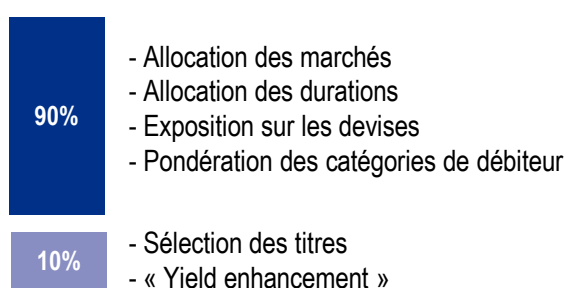 90%
- Allocation des marchés
- Allocation des durations
- Exposition sur les devises
- Pondération des catégories de débiteur
10%
- Sélection des titres
- « Yield enhancement »